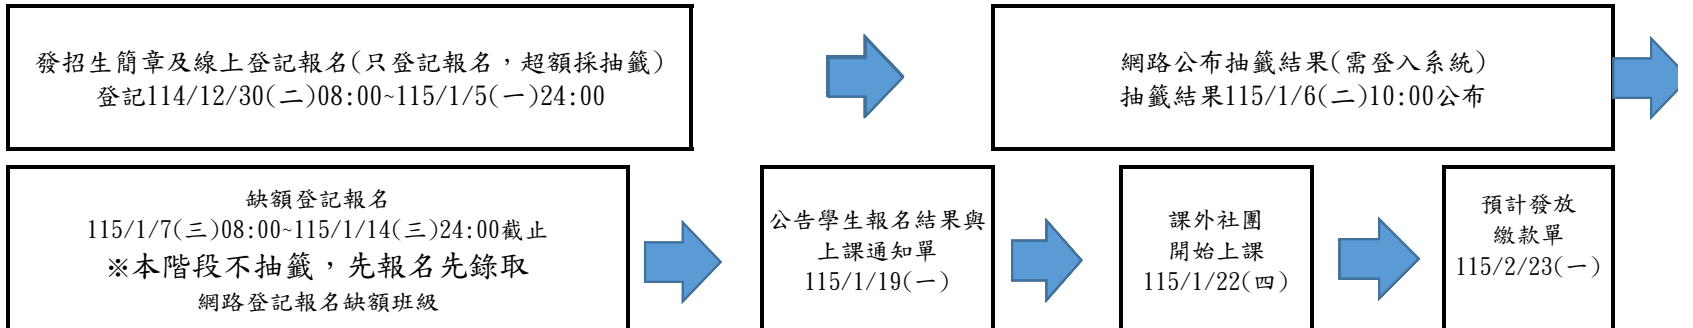 發招生簡章及線上登記報名(只登記報名，超額採抽籤)
登記114/12/30(二)08:00~115/1/5(一)24:00
網路公布抽籤結果(需登入系統)
抽籤結果115/1/6(二)10:00公布
缺額登記報名
115/1/7(三)08:00~115/1/14(三)24:00截止
※本階段不抽籤，先報名先錄取
網路登記報名缺額班級
公告學生報名結果與
上課通知單
115/1/19(一)
課外社團
開始上課
115/1/22(四)
預計發放
繳款單
115/2/23(一)